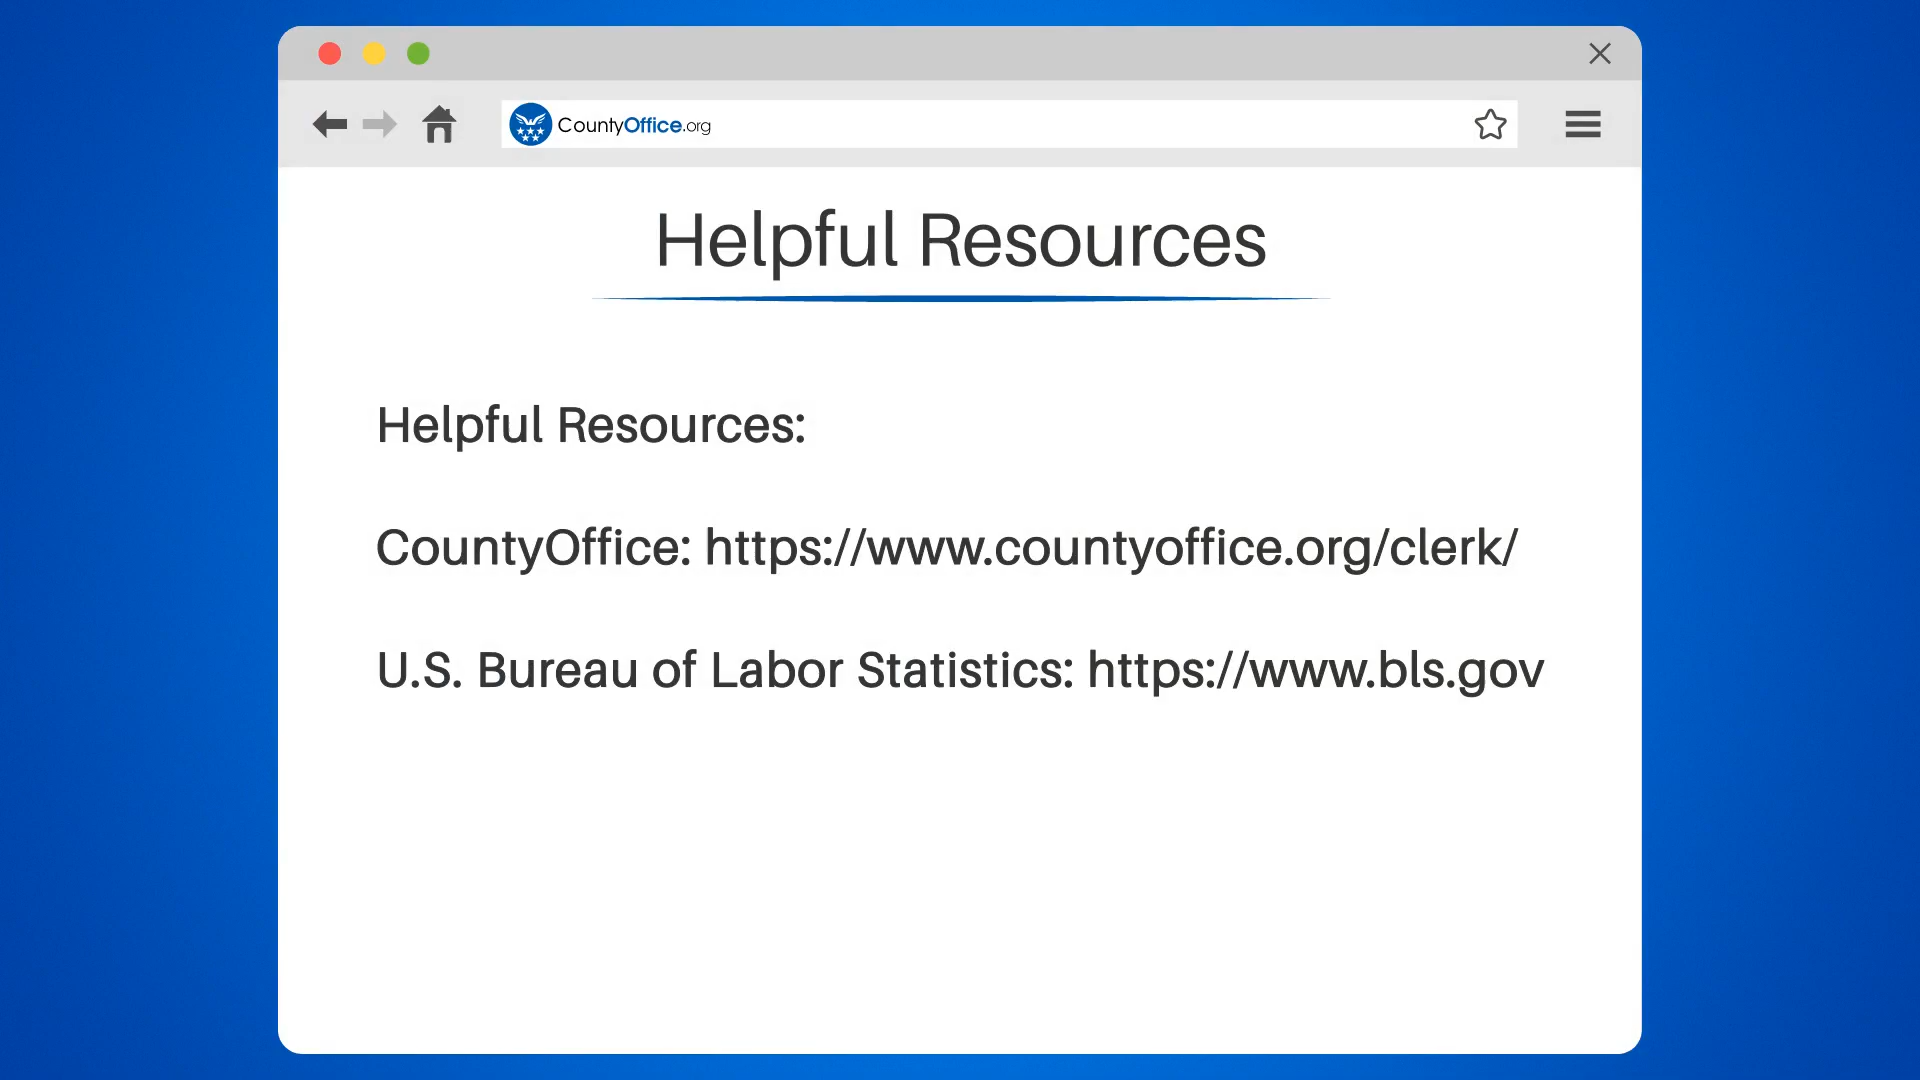 CountyOffice.org
Helpful Resources
Helpful Resources:
CountyOffice: https://www.countyoffice.org/clerk/
U.S. Bureau of Labor Statistics: https://www.bls.gov